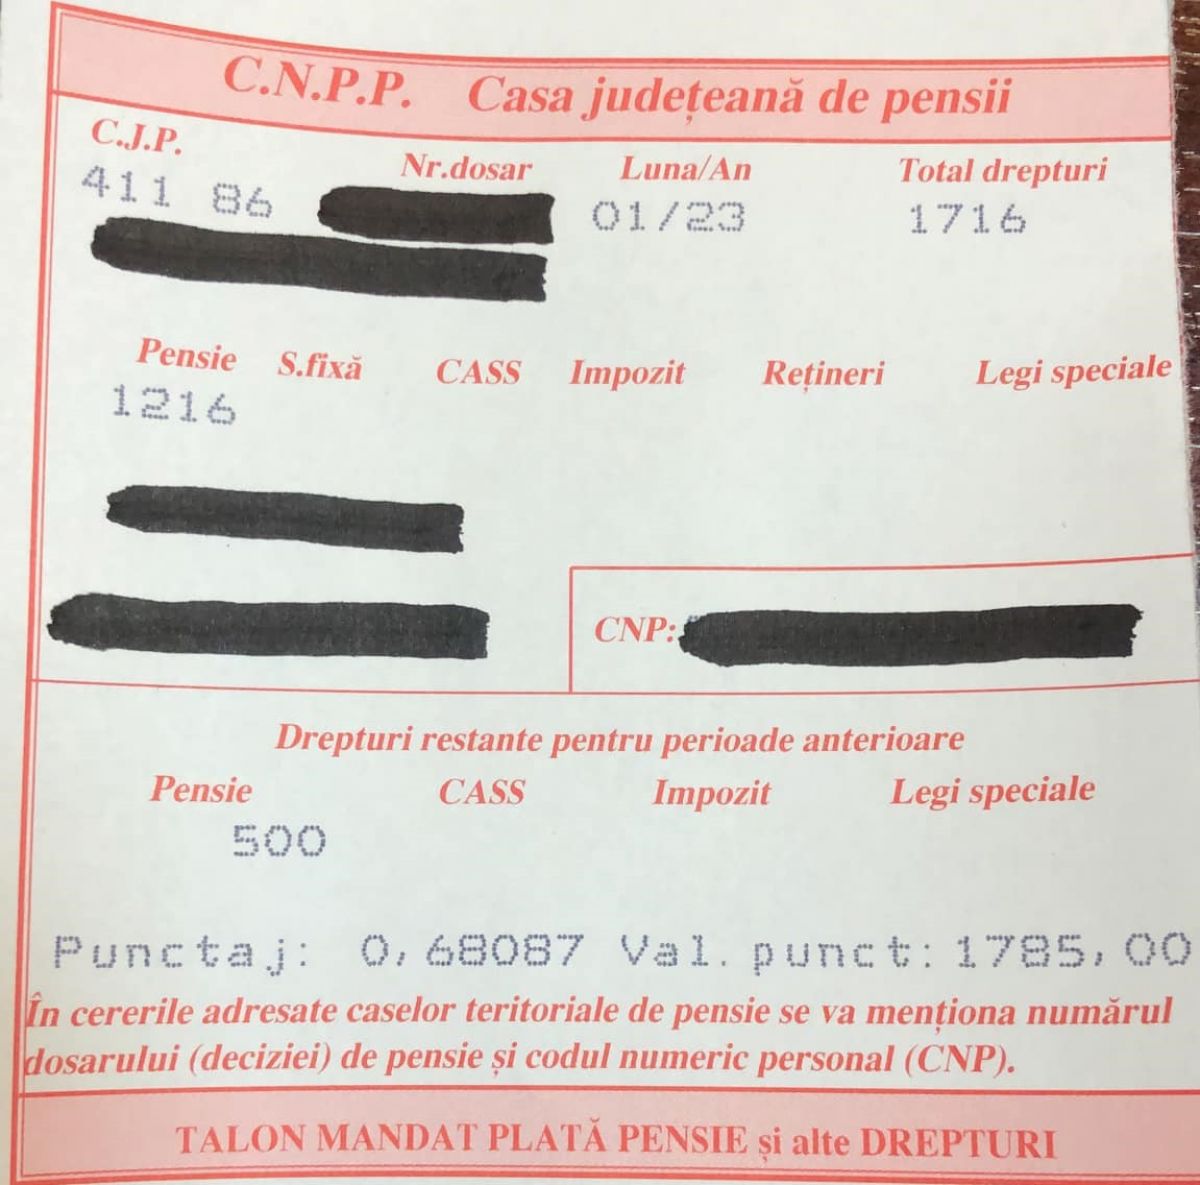 C.N.P.P. Casa județeană de pensii
C.J.P. Nr.dosar Luna/An Total drepturi
411 86 01/23 1716
Pensie S.fixă CASS Impozit Rețineri Legi speciale
1216
CNP:
Drepturi restante pentru perioade anterioare
Pensie CASS Impozit Legi speciale
500
Punctaj: 0,68087 Val. punct: 1785,00
În cererile adresate caselor teritoriale de pensie se va menționa numărul
dosarului (deciziei) de pensie și codul numeric personal (CNP).
TALON MANDAT PLATĂ PENSIE și alte DREPTURI